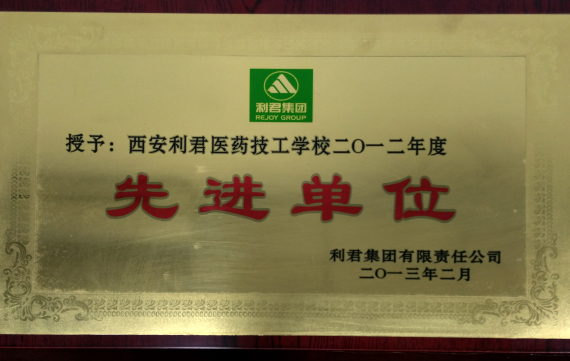 利君集团
REJOY GROUP
授予：西安利君医药技工学校二〇一二年度
先进单位
利君集团有限责任公司
二〇一三年二月